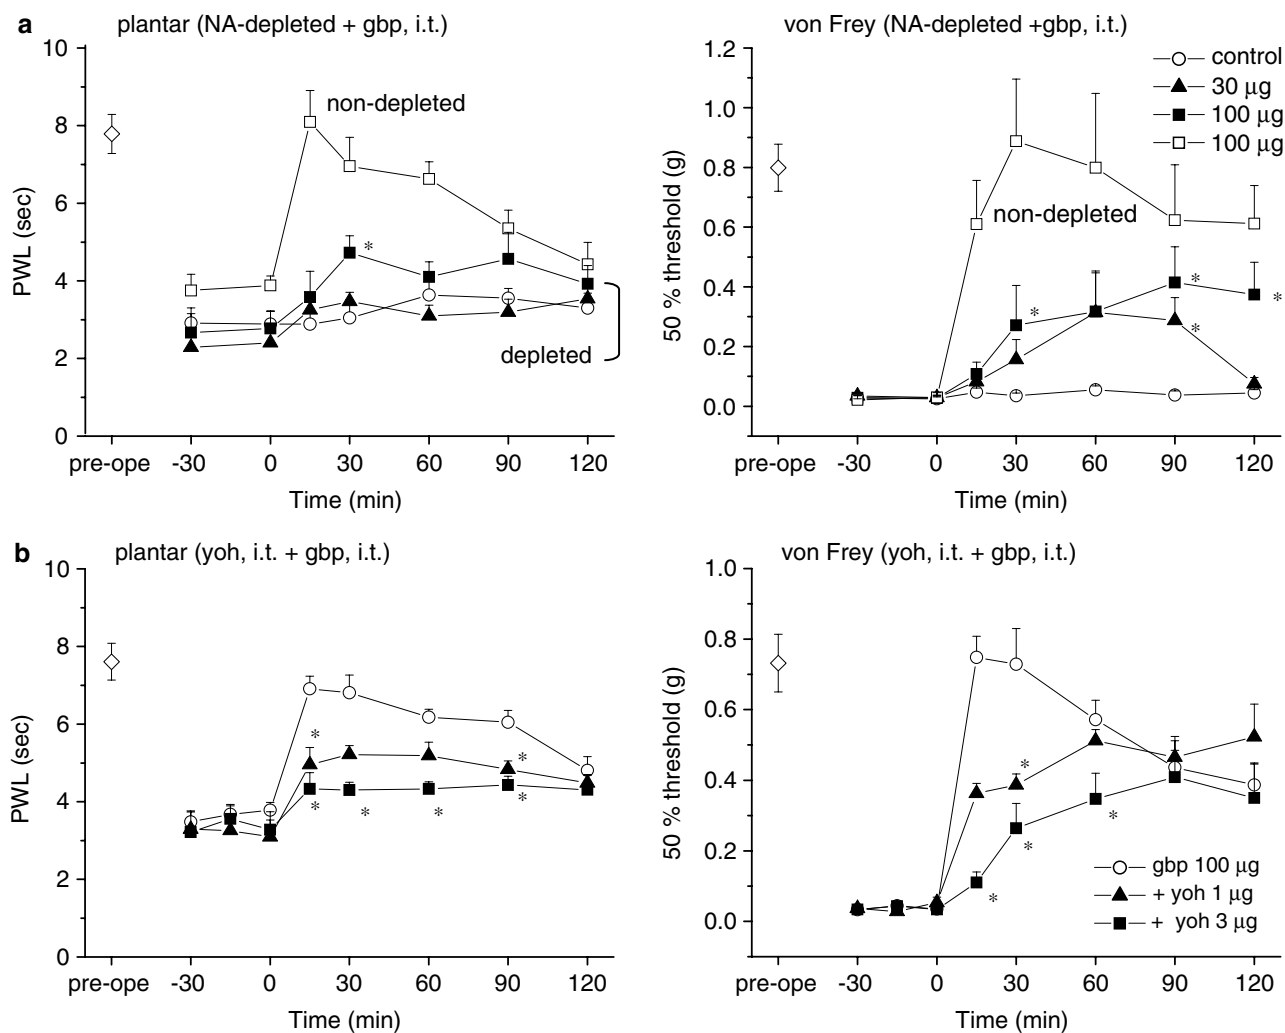 a
plantar (NA-depleted + gbp, i.t.)
10
8
6
4
2
0
PWL (sec)
non-depleted
*
depleted
pre-ope -30 0 30 60 90 120
Time (min)
von Frey (NA-depleted +gbp, i.t.)
1.2
1.0
0.8
0.6
0.4
0.2
0.0
50 % threshold (g)
control
30 µg
100 µg
100 µg
non-depleted
*
*
*
*
pre-ope -30 0 30 60 90 120
Time (min)
b
plantar (yoh, i.t. + gbp, i.t.)
10
8
6
4
2
0
PWL (sec)
* *
* * * *
pre-ope -30 0 30 60 90 120
Time (min)
von Frey (yoh, i.t. + gbp, i.t.)
1.0
0.8
0.6
0.4
0.2
0.0
50 % threshold (g)
*
*
*
*
gbp 100 µg
+ yoh 1 µg
+ yoh 3 µg
pre-ope -30 0 30 60 90 120
Time (min)